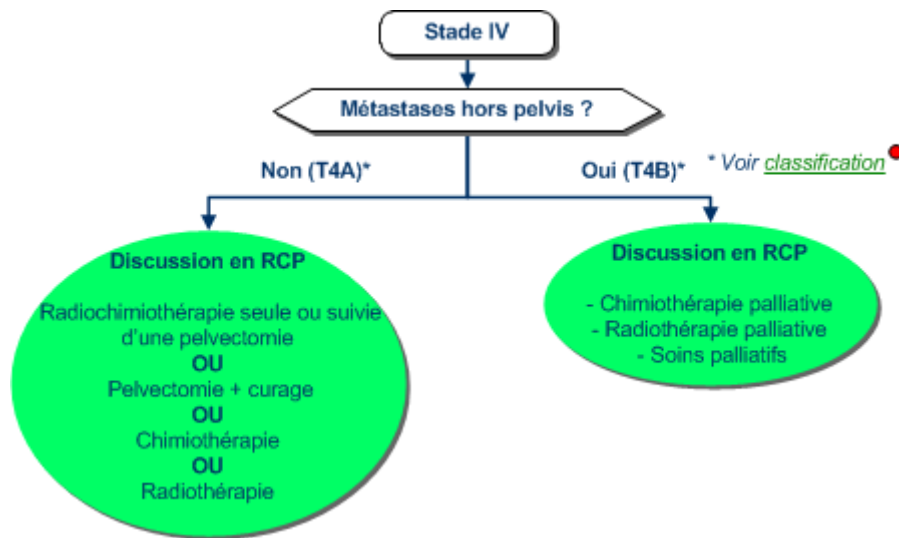 Stade IV
Métastases hors pelvis ?
Non (T4A)*
Oui (T4B)*
* Voir classification
Discussion en RCP
Radiochimiothérapie seule ou suivie
d'une pelvectomie
OU
Pelvectomie + curage
OU
Chimiothérapie
OU
Radiothérapie
Discussion en RCP
- Chimiothérapie palliative
- Radiothérapie palliative
- Soins palliatifs